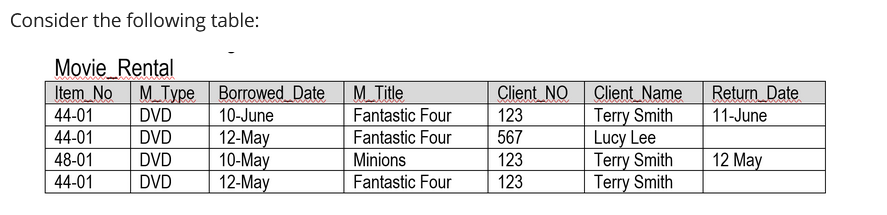 Consider the following table:
Movie_Rental
Item_No M_Type Borrowed_Date M_Title Client_NO Client_Name Return_Date
44-01 DVD 10-June Fantastic Four 123 Terry Smith 11-June
44-01 DVD 12-May Fantastic Four 567 Lucy Lee
48-01 DVD 10-May Minions 123 Terry Smith 12 May
44-01 DVD 12-May Fantastic Four 123 Terry Smith